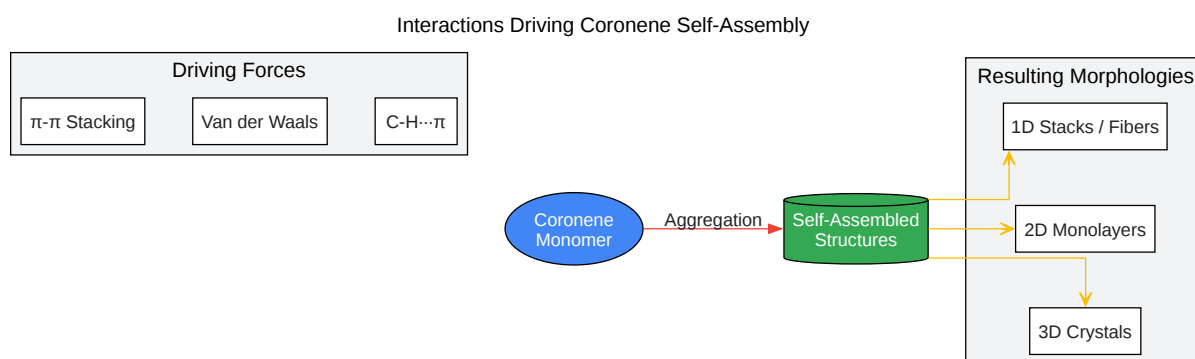 Interactions Driving Coronene Self-Assembly
Driving Forces
π-π Stacking
Van der Waals
C-H···π
Coronene
Monomer
Aggregation
Self-Assembled
Structures
Resulting Morphologies
1D Stacks / Fibers
2D Monolayers
3D Crystals